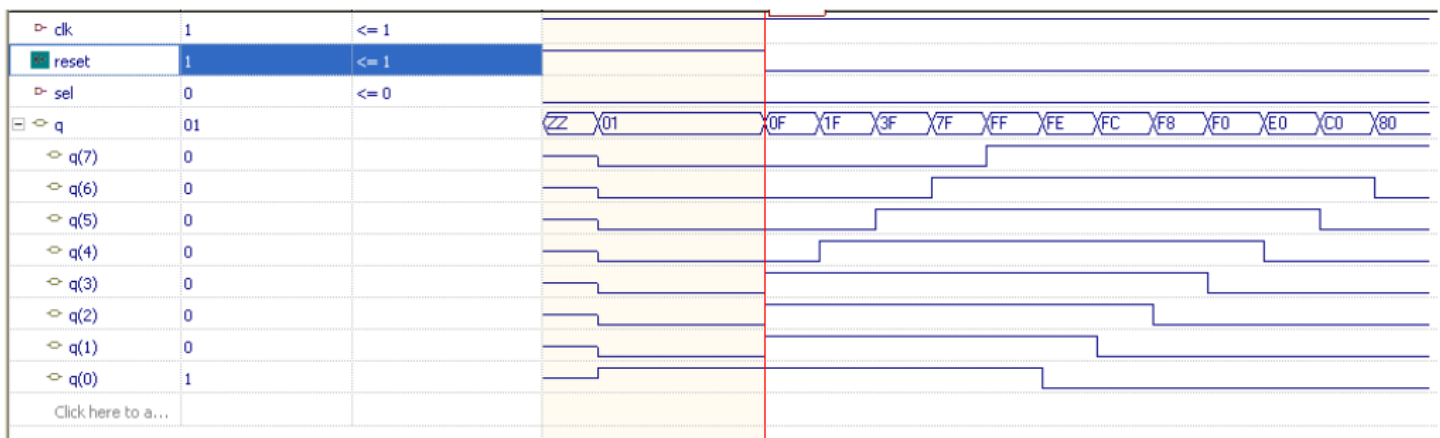 clk 1 <= 1
reset 1 <= 1
sel 0 <= 0
q 01 ZZ 01 0F 1F 3F 7F FF FE FC F8 F0 E0 C0 80
q(7) 0
q(6) 0
q(5) 0
q(4) 0
q(3) 0
q(2) 0
q(1) 0
q(0) 1
Click here to a...